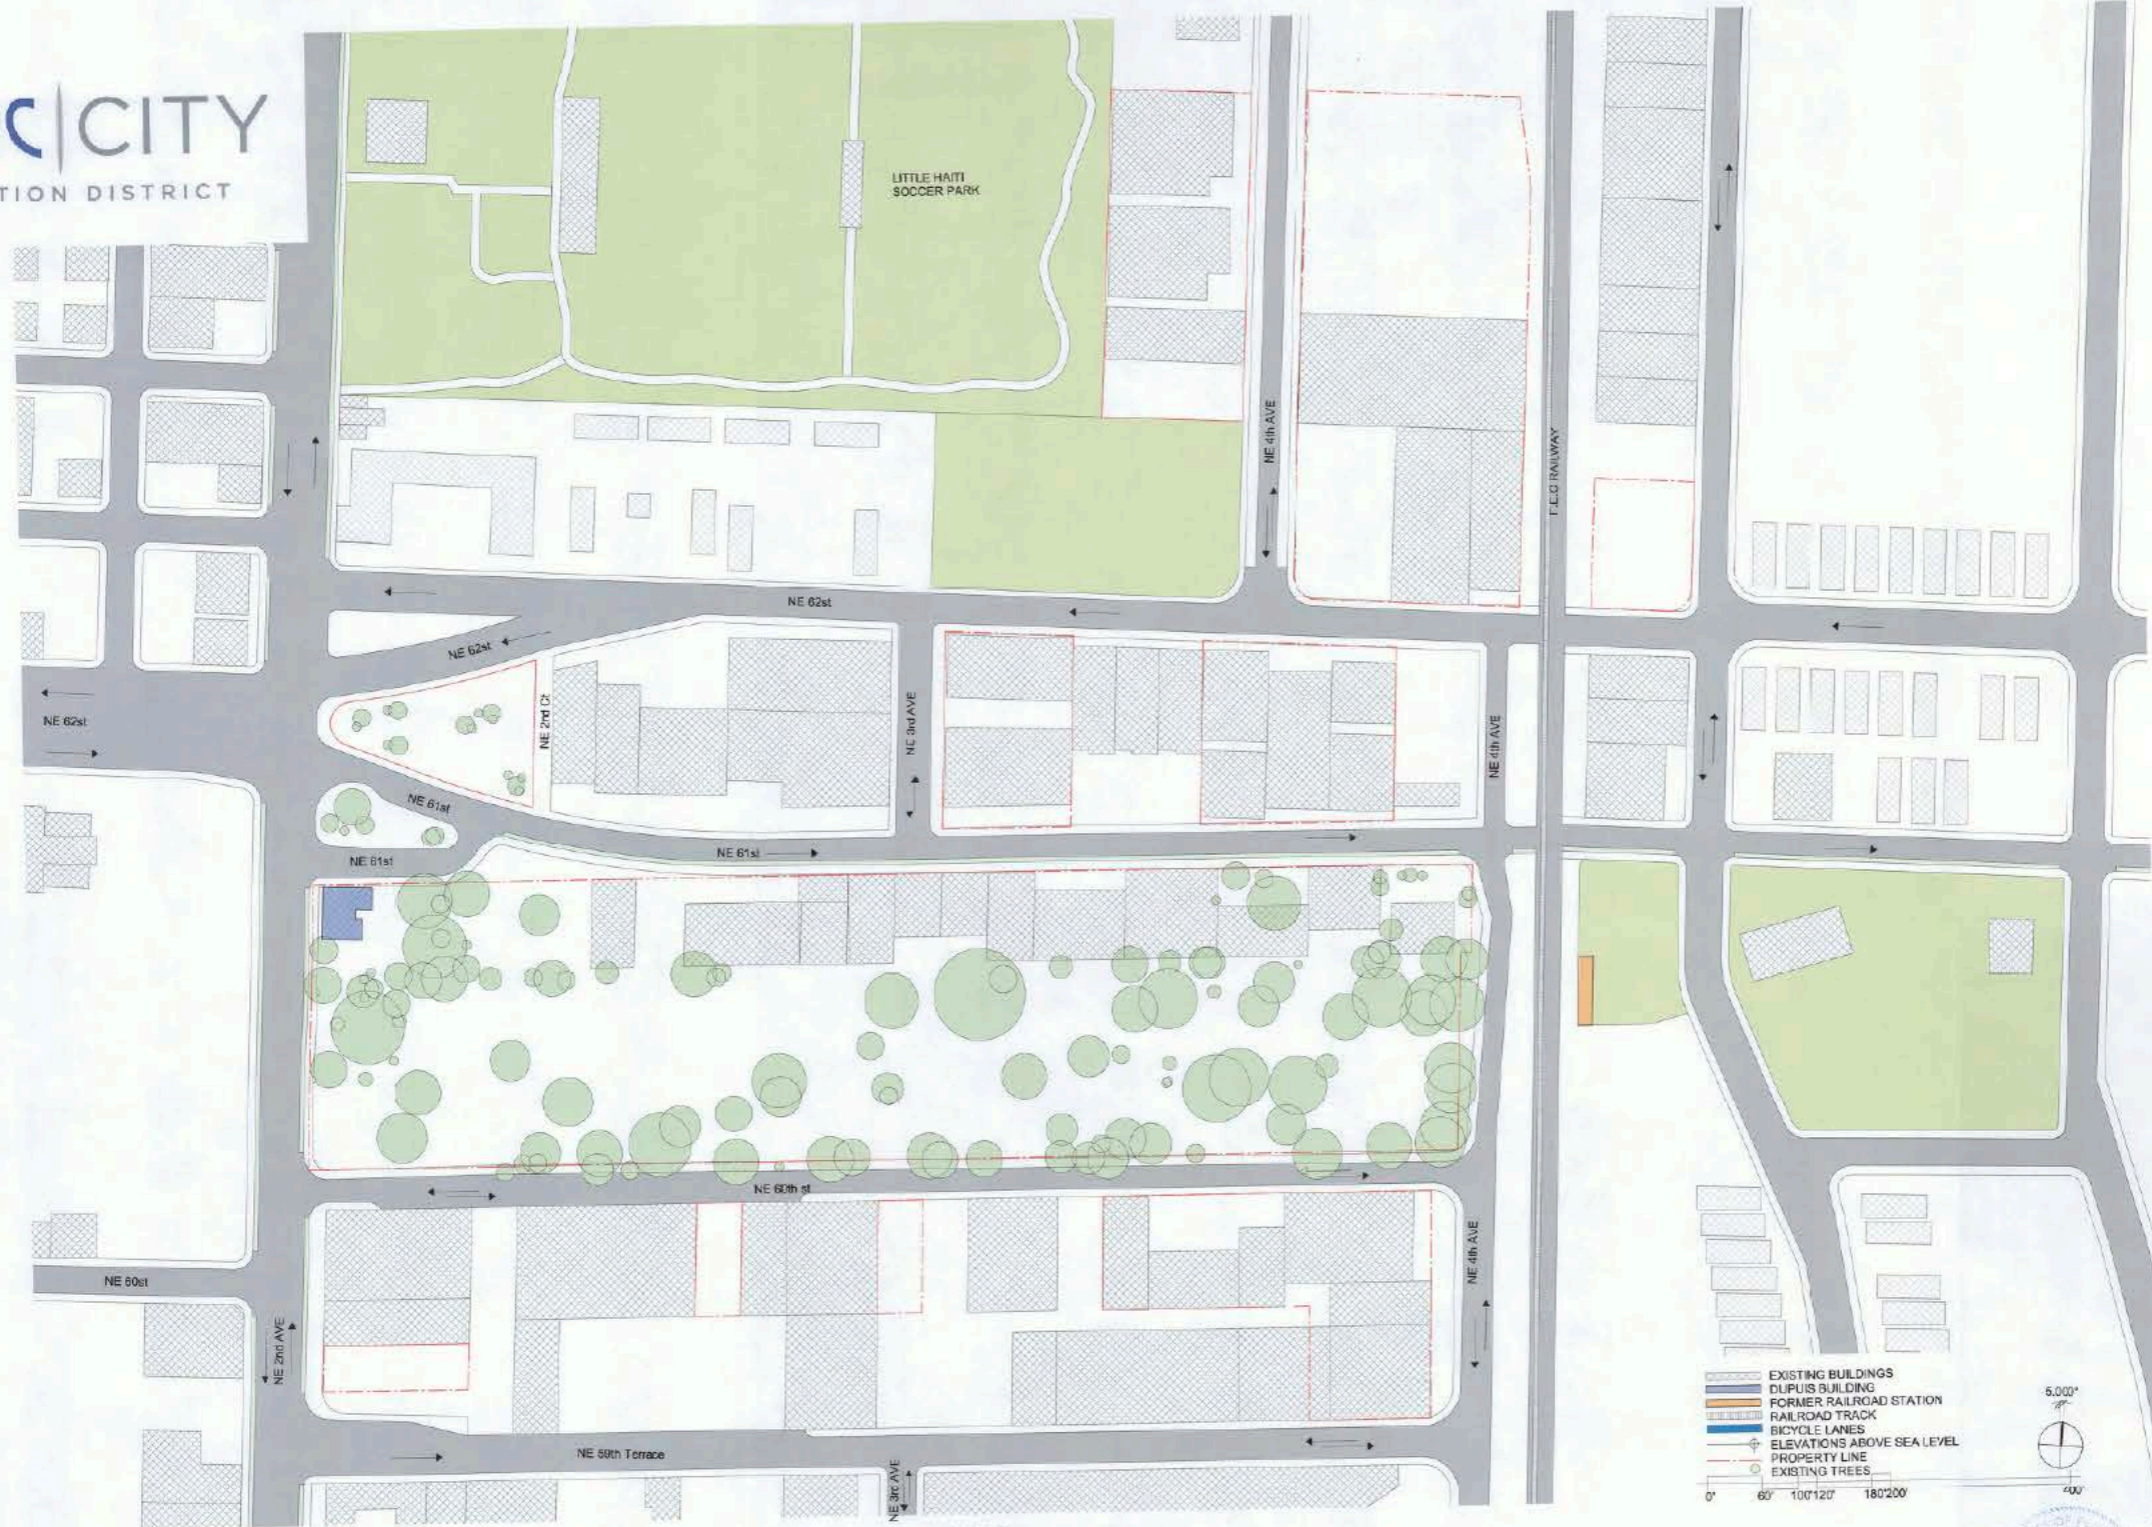 C|CITY
TION DISTRICT
LITTLE HAITI
SOCCER PARK
NE 4th AVE
F.E.C RAILWAY
NE 62st
NE 62st
NE 62st
NE 2nd Ct
NE 3rd AVE
NE 4th AVE
NE 61st
NE 61st
NE 61st
NE 60th st
NE 60st
NE 2nd AVE
NE 4th AVE
NE 59th Terrace
NE 3rd AVE
EXISTING BUILDINGS
DUPUIS BUILDING
FORMER RAILROAD STATION
RAILROAD TRACK
BICYCLE LANES
ELEVATIONS ABOVE SEA LEVEL
PROPERTY LINE
EXISTING TREES
5.000°
0' 60' 100'120' 180'200' 400'